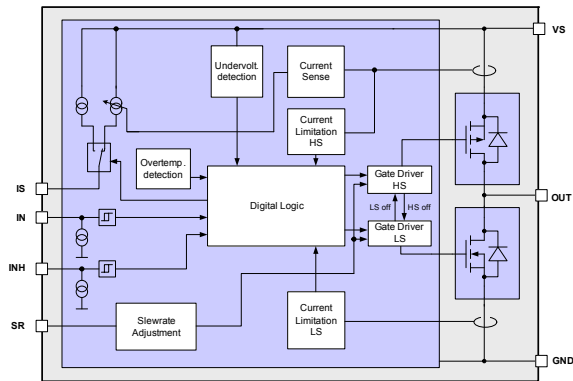 VS
Undervolt.
detection
Current
Sense
Current
Limitation
HS
Overtemp.
detection
Digital Logic
Gate Driver
HS
IS
OUT
LS off
HS off
IN
Gate Driver
LS
INH
Current
Limitation
LS
SR
Slewrate
Adjustment
GND